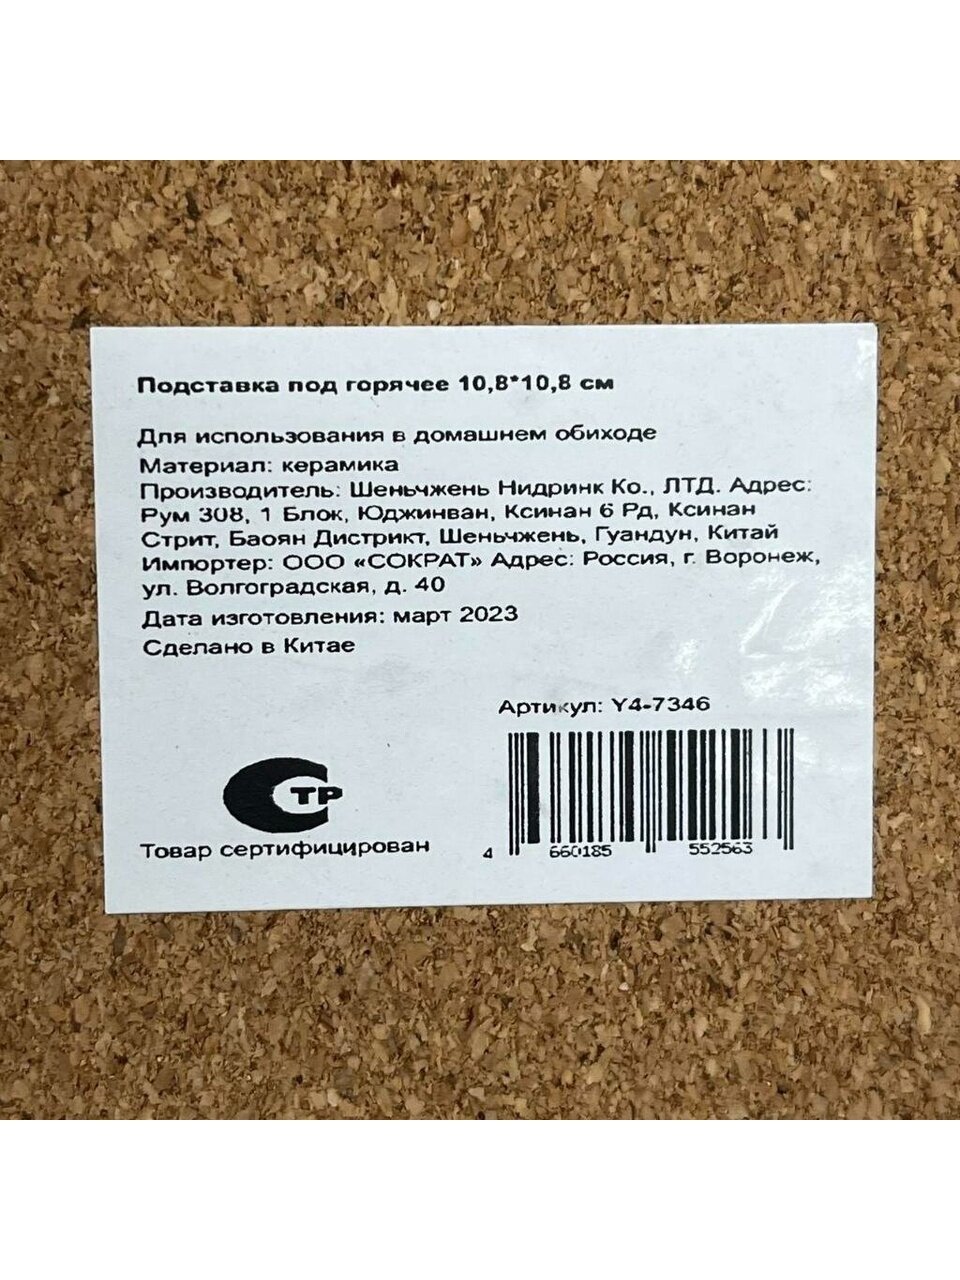 Подставка под горячее 10,8*10,8 см
Для использования в домашнем обиходе
Материал: керамика
Производитель: Шеньчжень Нидринк Ко., ЛТД. Адрес:
Рум 308, 1 Блок, Юджинван, Ксинан 6 Рд, Ксинан
Стрит, Баоян Дистрикт, Шеньчжень, Гуандун, Китай
Импортер: ООО «СОКРАТ» Адрес: Россия, г. Воронеж,
ул. Волгоградская, д. 40
Дата изготовления: март 2023
Сделано в Китае
Артикул: Y4-7346
СТР
Товар сертифицирован
4 660185 552563